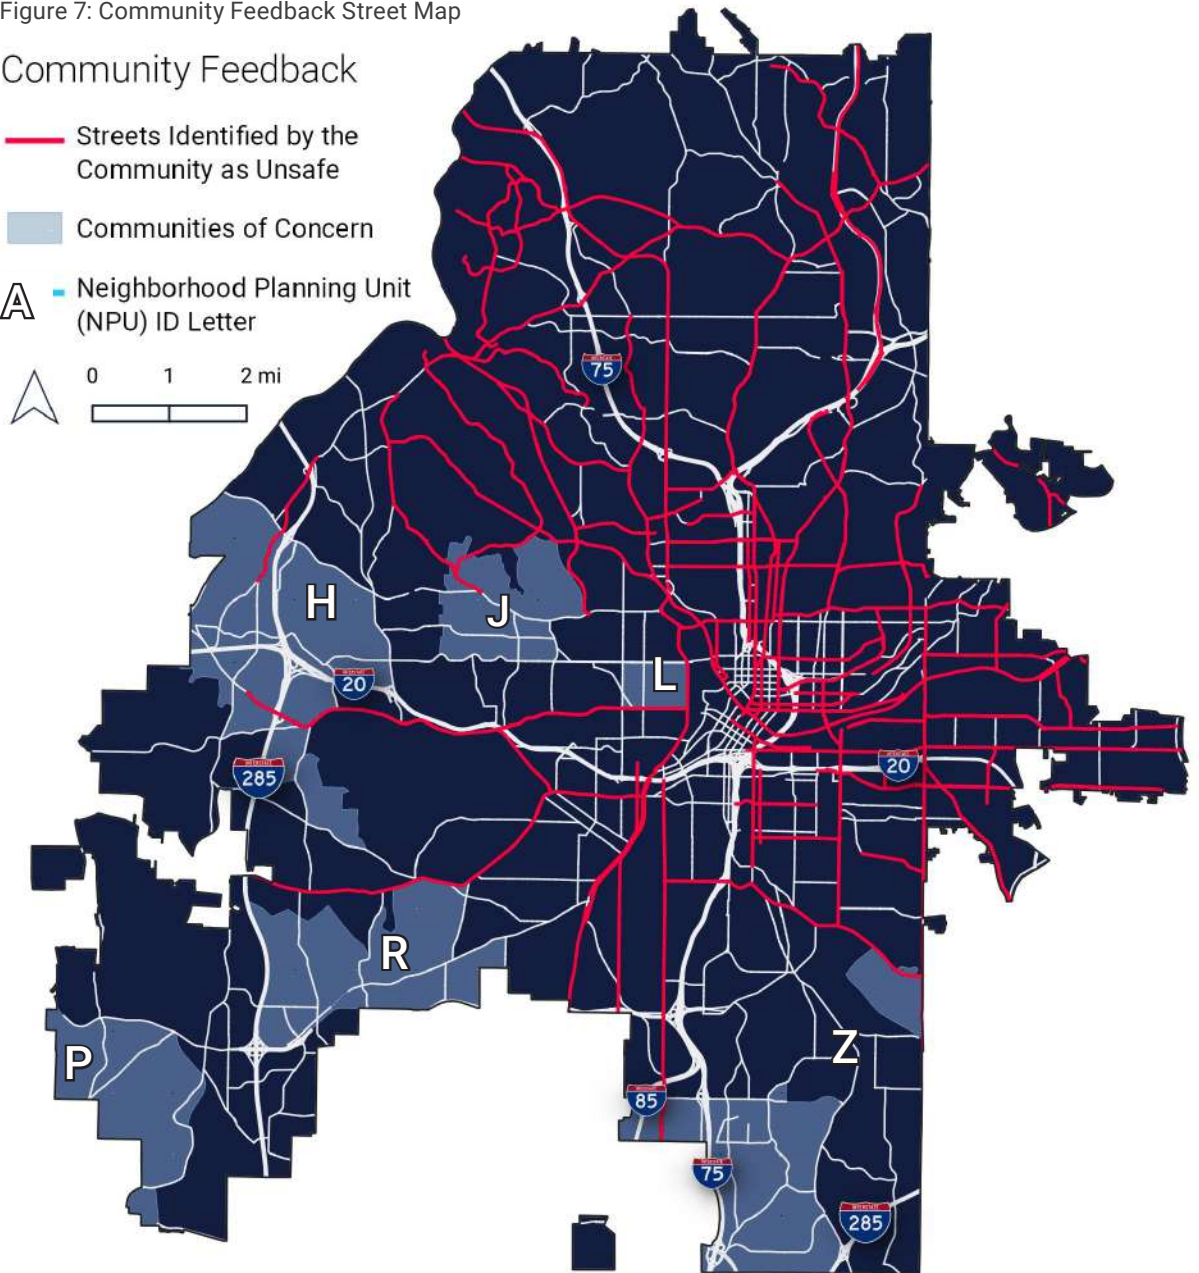 Figure 7: Community Feedback Street Map
Community Feedback
Streets Identified by the
Community as Unsafe
Communities of Concern
A
Neighborhood Planning Unit
(NPU) ID Letter
0 1 2 mi
75
H
J
L
20
20
285
R
P
Z
85
75
285